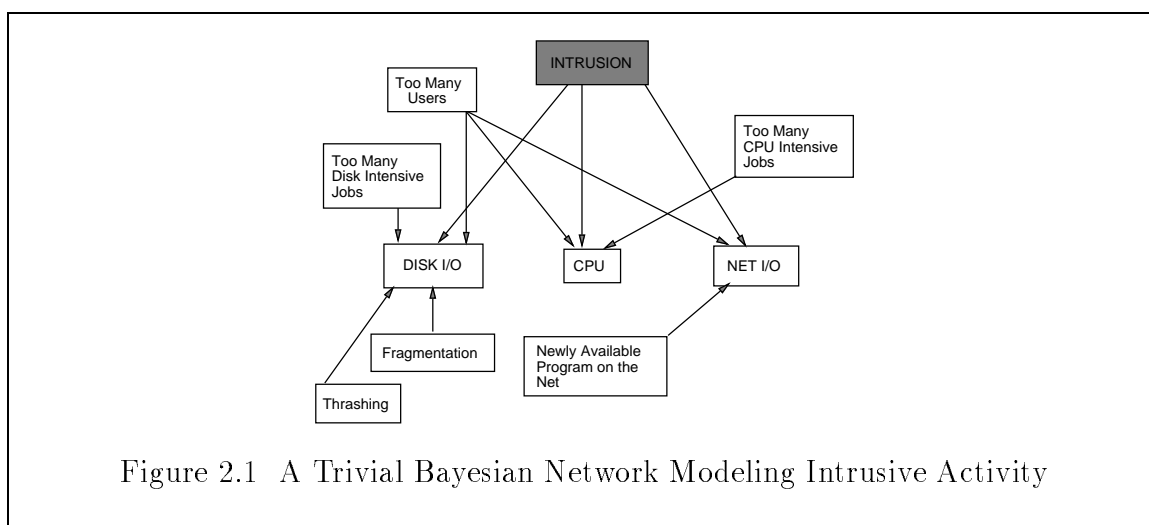 INTRUSION
Too Many
Users
Too Many
CPU Intensive
Jobs
Too Many
Disk Intensive
Jobs
DISK I/O
CPU
NET I/O
Fragmentation
Newly Available
Program on the
Net
Thrashing
Figure 2.1 A Trivial Bayesian Network Modeling Intrusive Activity